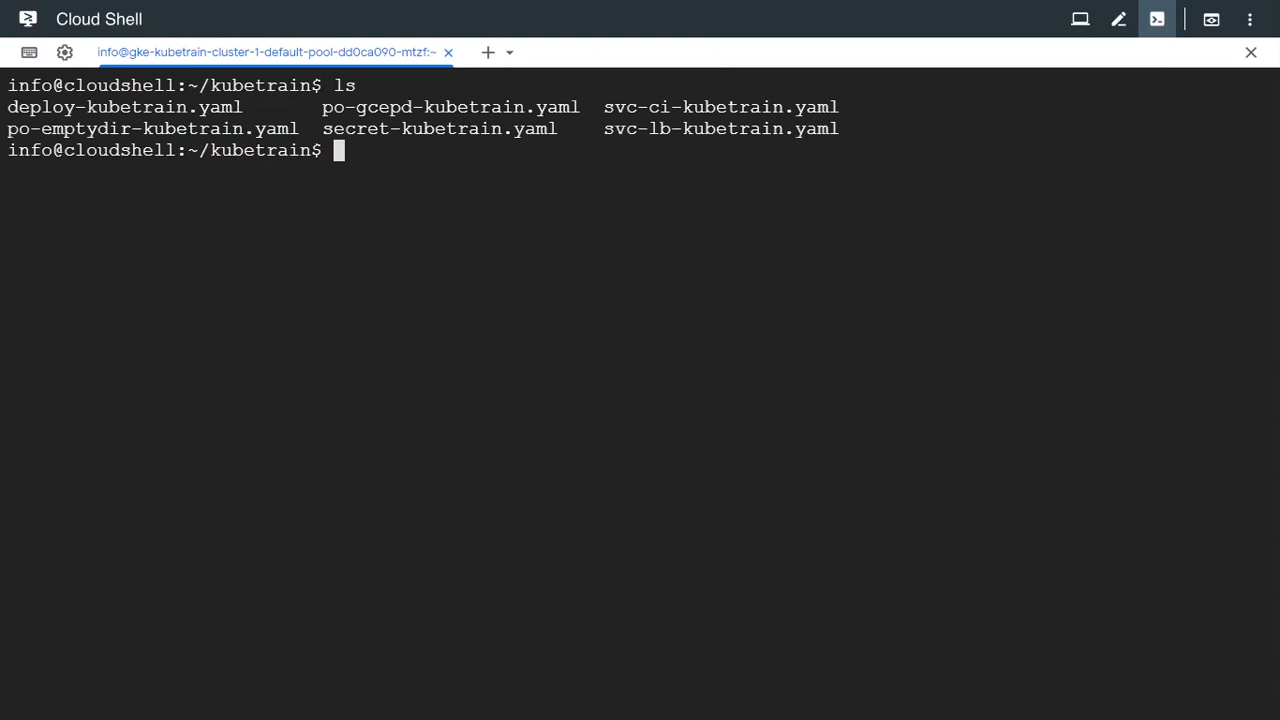 Cloud Shell
info@gke-kubetrain-cluster-1-default-pool-dd0ca090-mtzf:~
info@cloudshell:~/kubetrain$ ls
deploy-kubetrain.yaml po-gcepd-kubetrain.yaml svc-ci-kubetrain.yaml
po-emptydir-kubetrain.yaml secret-kubetrain.yaml svc-lb-kubetrain.yaml
info@cloudshell:~/kubetrain$